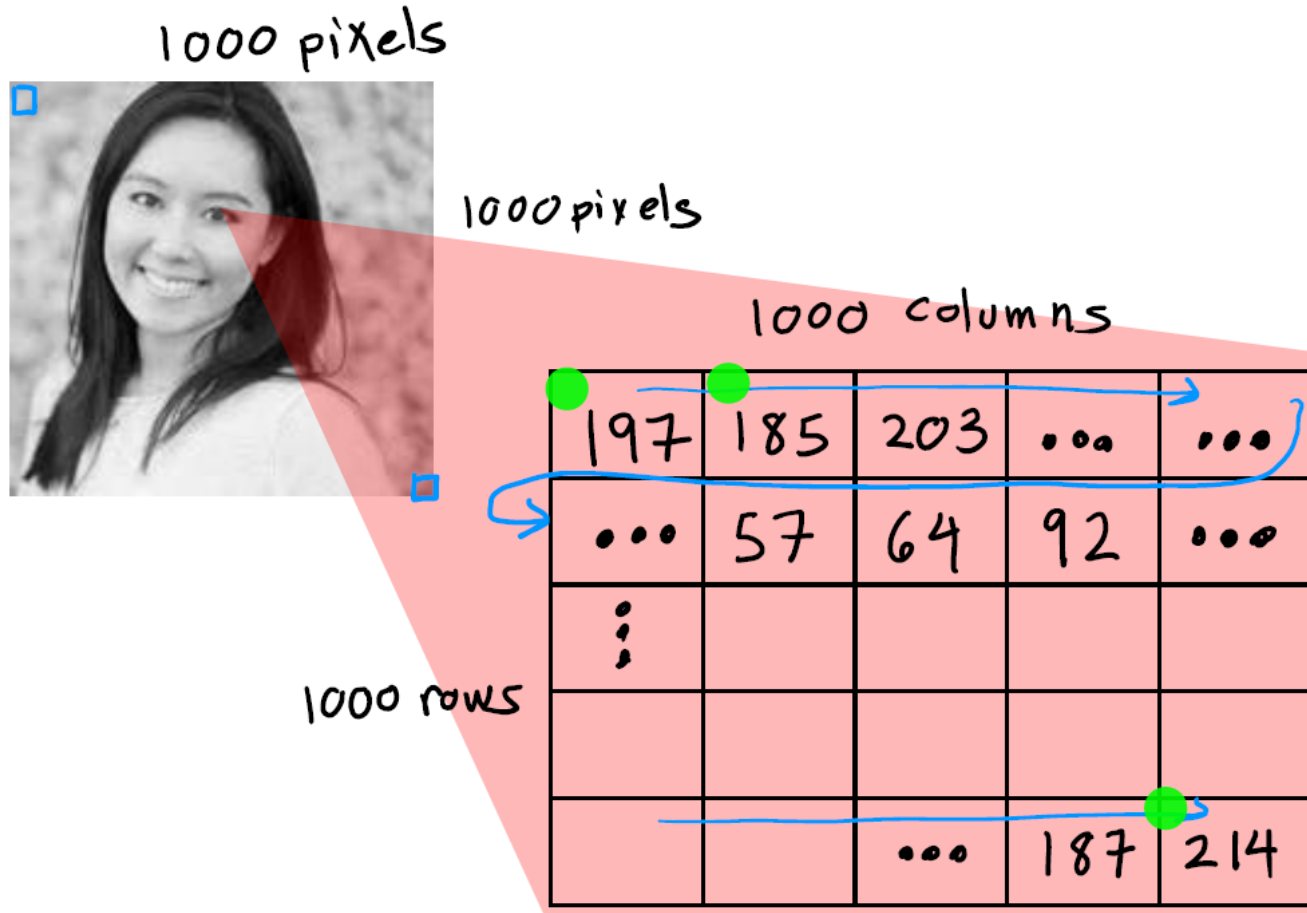 1000 pixels
1000 pixels
1000 columns
197 185 203 ... ...
... 57 64 92 ...
⋮
1000 rows
... 187 214